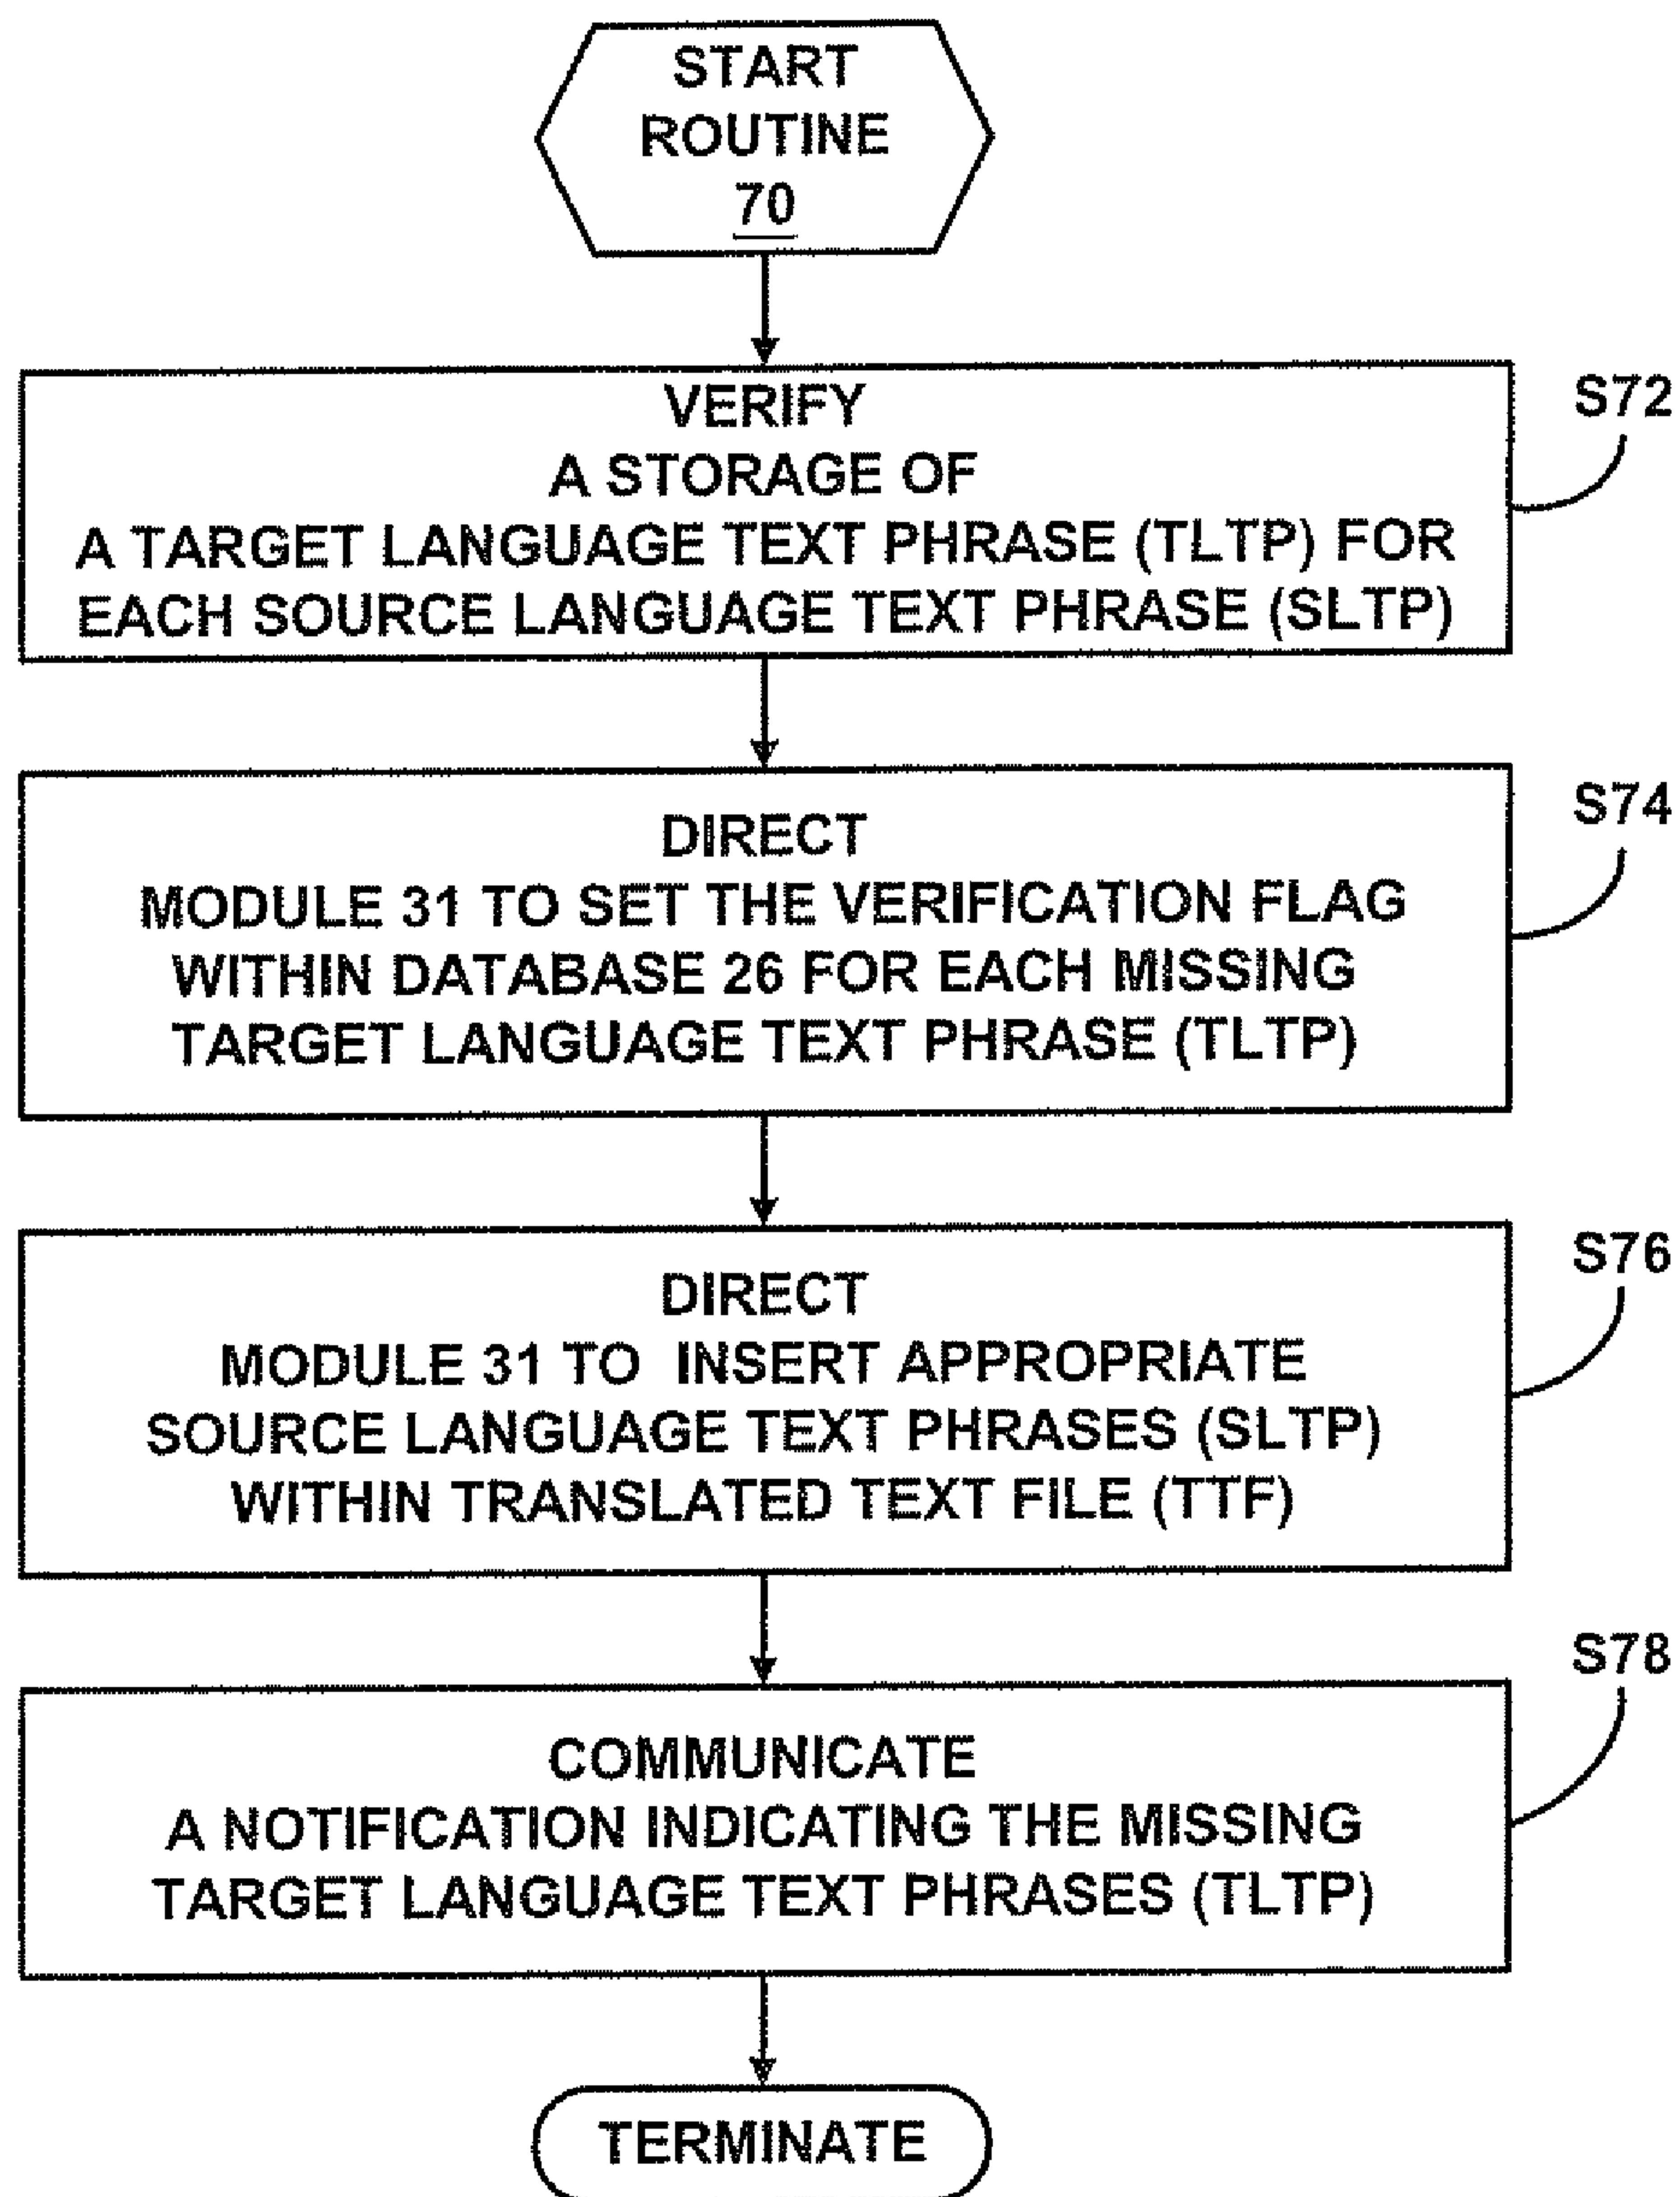 START
ROUTINE
70
VERIFY
A STORAGE OF
A TARGET LANGUAGE TEXT PHRASE (TLTP) FOR
EACH SOURCE LANGUAGE TEXT PHRASE (SLTP)
S72
DIRECT
MODULE 31 TO SET THE VERIFICATION FLAG
WITHIN DATABASE 26 FOR EACH MISSING
TARGET LANGUAGE TEXT PHRASE (TLTP)
S74
DIRECT
MODULE 31 TO INSERT APPROPRIATE
SOURCE LANGUAGE TEXT PHRASES (SLTP)
WITHIN TRANSLATED TEXT FILE (TTF)
S76
COMMUNICATE
A NOTIFICATION INDICATING THE MISSING
TARGET LANGUAGE TEXT PHRASES (TLTP)
S78
TERMINATE